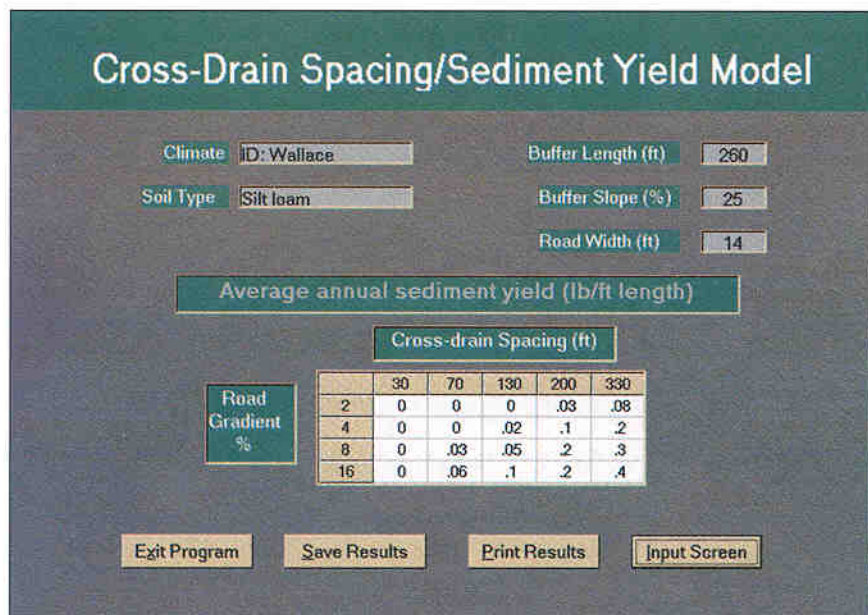 Cross-Drain Spacing/Sediment Yield Model
Climate ID: Wallace Buffer Length (ft) 260
Soil Type Silt loam Buffer Slope (%) 25
Road Width (ft) 14
Average annual sediment yield (lb/ft length)
Cross-drain Spacing (ft)
Road Gradient %
30 70 130 200 330
2 0 0 0 .03 .08
4 0 0 .02 .1 .2
8 0 .03 .05 .2 .3
16 0 .06 .1 .2 .4
Exit Program Save Results Print Results Input Screen